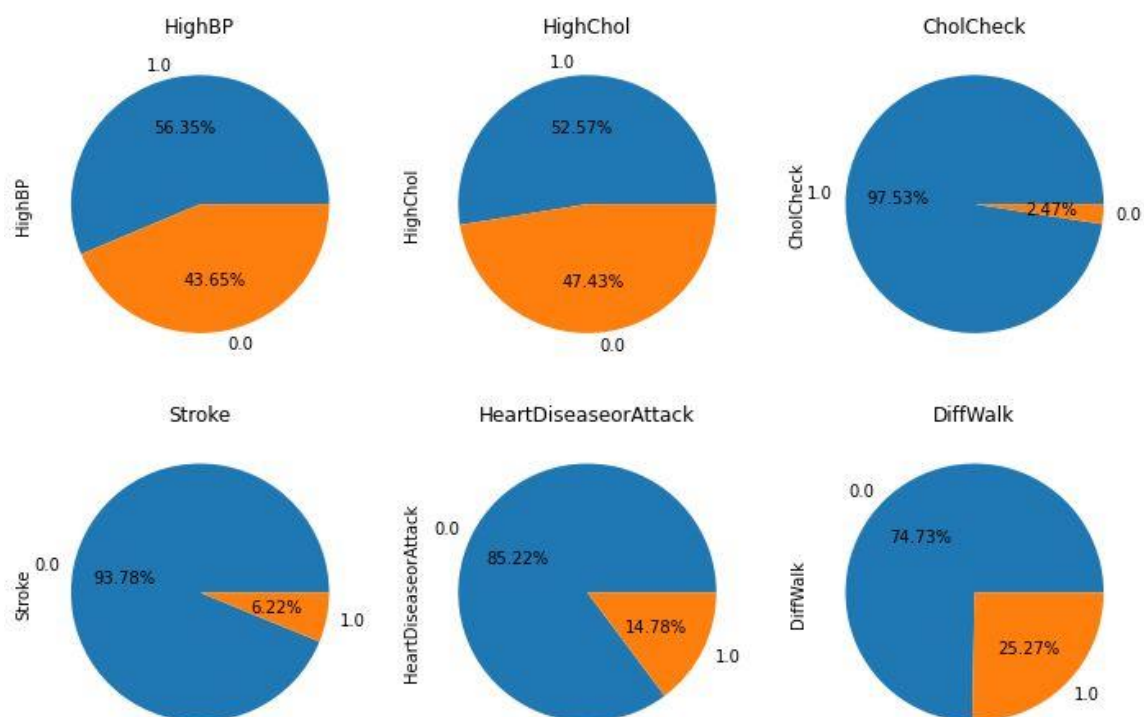 HighBP
1.0
56.35%
HighBP
43.65%
0.0
HighChol
1.0
52.57%
HighChol
47.43%
0.0
CholCheck
1.0
97.53%
2.47%
0.0
CholCheck
Stroke
0.0
93.78%
6.22%
1.0
Stroke
HeartDiseaseorAttack
0.0
85.22%
14.78%
1.0
HeartDiseaseorAttack
DiffWalk
0.0
74.73%
DiffWalk
25.27%
1.0